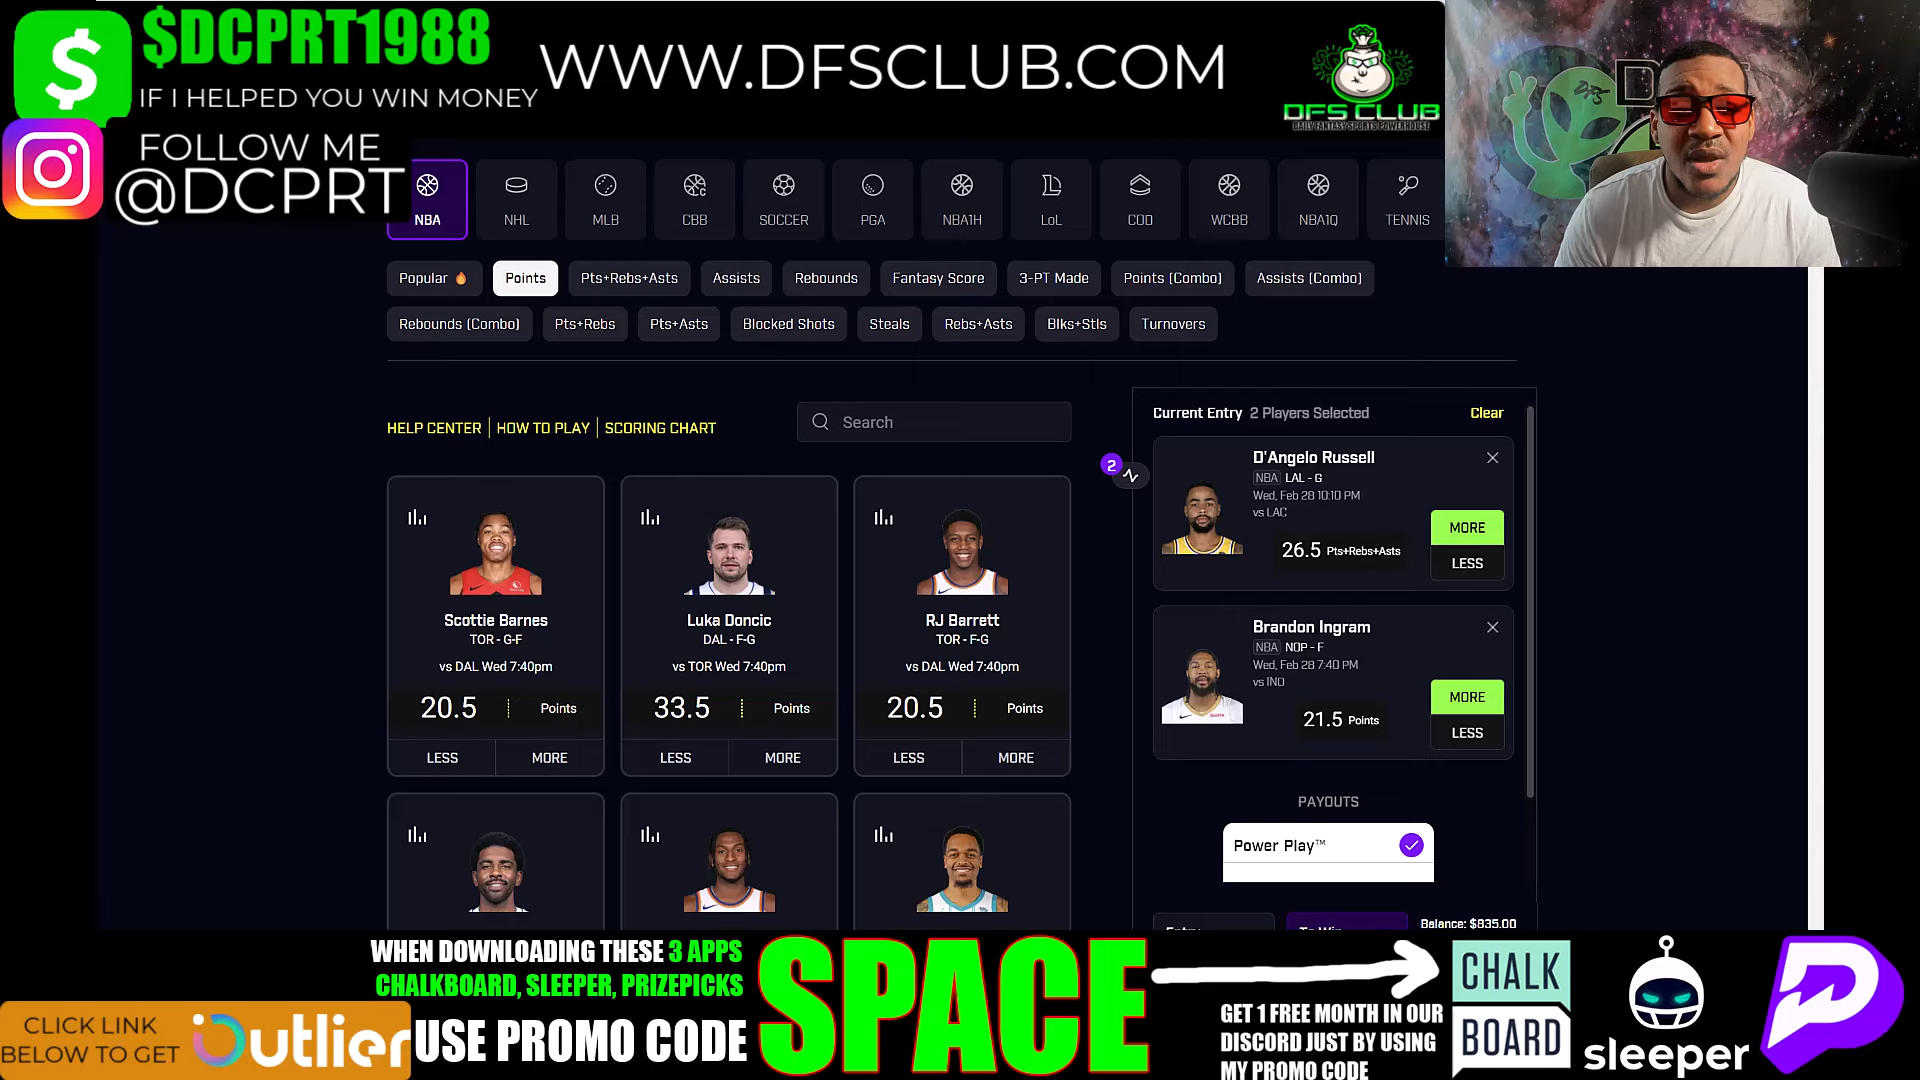 $DCPRT1988
IF I HELPED YOU WIN MONEY
WWW.DFSCLUB.COM
DFS CLUB
DAILY FANTASY SPORTS POWERHOUSE
FOLLOW ME
@DCPRT
NBA
NHL
MLB
CBB
SOCCER
PGA
NBA1H
LoL
COD
WCBB
NBA1Q
TENNIS
Popular
Points
Pts+Rebs+Asts
Assists
Rebounds
Fantasy Score
3-PT Made
Points (Combo)
Assists (Combo)
Rebounds (Combo)
Pts+Rebs
Pts+Asts
Blocked Shots
Steals
Rebs+Asts
Blks+Stls
Turnovers
HELP CENTER
HOW TO PLAY
SCORING CHART
Search
Scottie Barnes
TOR - G-F
vs DAL Wed 7:40pm
20.5 Points
LESS MORE
Luka Doncic
DAL - F-G
vs TOR Wed 7:40pm
33.5 Points
LESS MORE
RJ Barrett
TOR - F-G
vs DAL Wed 7:40pm
20.5 Points
LESS MORE
2
Current Entry 2 Players Selected Clear
D'Angelo Russell
NBA LAL - G
Wed, Feb 28 10:10 PM
vs LAC
26.5 Pts+Rebs+Asts
MORE
LESS
Brandon Ingram
NBA NOP - F
Wed, Feb 28 7:40 PM
vs IND
21.5 Points
MORE
LESS
PAYOUTS
Power Play™
Entry
To Win
Balance: $835.00
WHEN DOWNLOADING THESE 3 APPS
CHALKBOARD, SLEEPER, PRIZEPICKS
USE PROMO CODE
SPACE
CLICK LINK
BELOW TO GET
Outlier
GET 1 FREE MONTH IN OUR
DISCORD JUST BY USING
MY PROMO CODE
CHALK
BOARD
sleeper